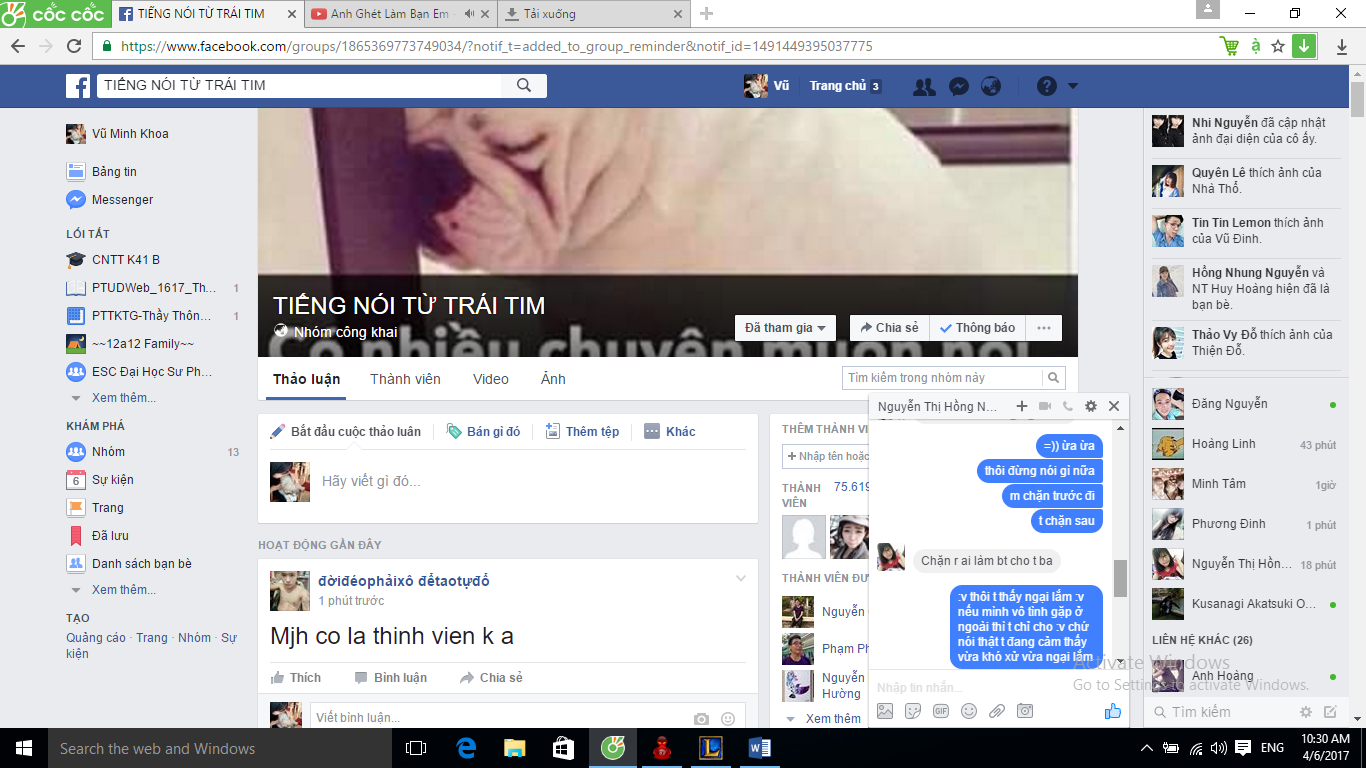 cốc cốc
TIẾNG NÓI TỪ TRÁI TIM
Anh Ghét Làm Bạn Em -
Tải xuống
https://www.facebook.com/groups/1865369773749034/?notif_t=added_to_group_reminder&notif_id=1491449395037775
TIẾNG NÓI TỪ TRÁI TIM
Vũ
Trang chủ 3
Vũ Minh Khoa
Bảng tin
Messenger
LỐI TẮT
CNTT K41 B
PTUDWeb_1617_Th... 1
PTTKTG-Thầy Thôn... 1
~~12a12 Family~~
ESC Đại Học Sư Ph...
Xem thêm...
KHÁM PHÁ
Nhóm 13
6 Sự kiện
Trang
Đã lưu
Danh sách bạn bè
Xem thêm...
TẠO
Quảng cáo · Trang · Nhóm · Sự
kiện
TIẾNG NÓI TỪ TRÁI TIM
Nhóm công khai
Có nhiều chuyện muốn nói
Đã tham gia
Chia sẻ
Thông báo
Thảo luận
Thành viên
Video
Ảnh
Tìm kiếm trong nhóm này
Bắt đầu cuộc thảo luận
Bán gì đó
Thêm tệp
Khác
Hãy viết gì đó...
HOẠT ĐỘNG GẦN ĐÂY
đờiđéophảixô đểtaotựđổ
1 phút trước
Mjh co la thinh vien k a
Thích
Bình luận
Chia sẻ
Viết bình luận...
THÊM THÀNH VI
+ Nhập tên hoặc
THÀNH
VIÊN
75.619
THÀNH VIÊN ĐƯ
Nguyễn
Phạm Ph
Nguyễn
Hường
Xem thêm
Nguyễn Thị Hồng N...
=)) ừa ừa
thôi đừng nói gì nữa
m chặn trước đi
t chặn sau
Chặn r ai làm bt cho t ba
:v thôi t thấy ngại lắm :v
nếu mình vô tình gặp ở
ngoài thì t chỉ cho :v chứ
nói thật t đang cảm thấy
vừa khó xử vừa ngại lắm
Nhập tin nhắn...
GIF
Nhi Nguyễn đã cập nhật
ảnh đại diện của cô ấy.
Quyên Lê thích ảnh của
Nhà Thổ.
Tin Tin Lemon thích ảnh
của Vũ Đinh.
Hồng Nhung Nguyễn và
NT Huy Hoàng hiện đã là
bạn bè.
Thảo Vy Đỗ thích ảnh của
Thiện Đỗ.
Đăng Nguyễn
Hoàng Linh 43 phút
Minh Tâm 1giờ
Phương Đinh 1 phút
Nguyễn Thị Hồn... 18 phút
Kusanagi Akatsuki O...
LIÊN HỆ KHÁC (26)
Anh Hoàng
Tìm kiếm
Activate Windows
Go to Settings to activate Windows.
Search the web and Windows
ENG
10:30 AM
4/6/2017